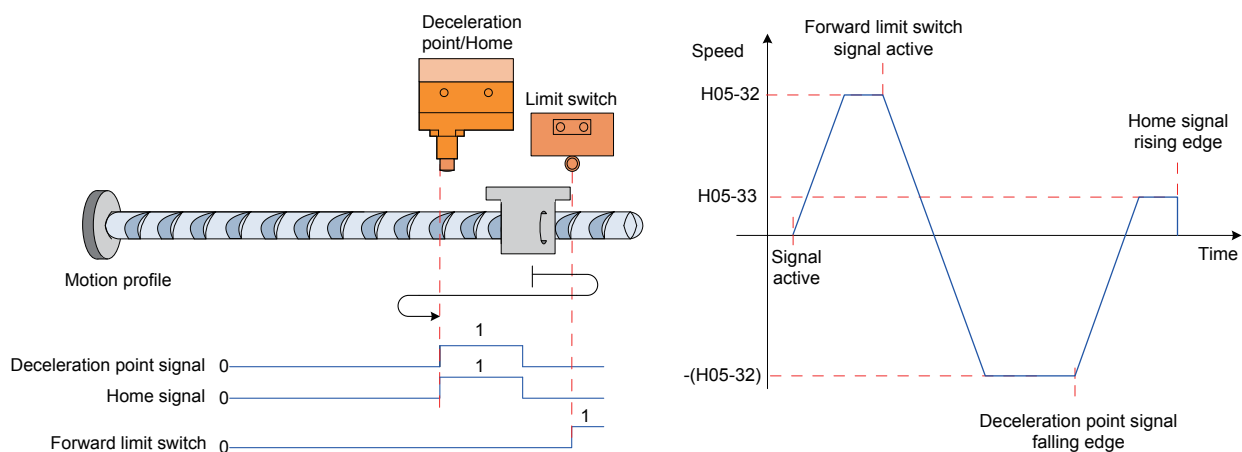 Deceleration
point/Home
Limit switch
Motion profile
1
Deceleration point signal 0
1
Home signal 0
1
Forward limit switch 0
Forward limit switch
signal active
Speed
H05-32
Home signal
rising edge
H05-33
Signal
active
Time
-(H05-32)
Deceleration point signal
falling edge